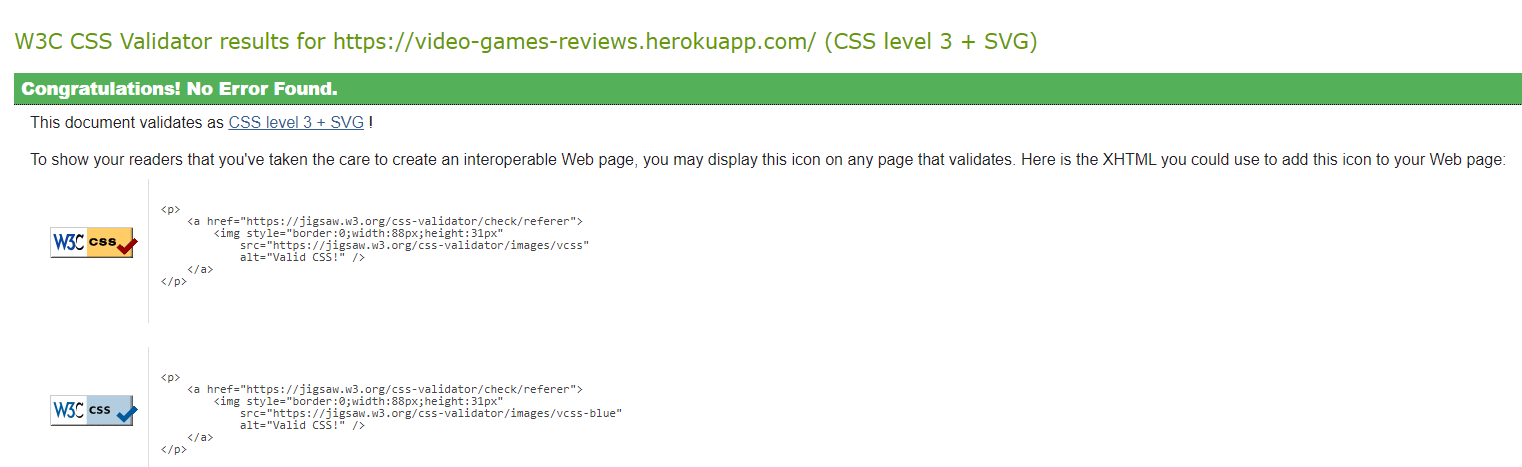 W3C CSS Validator results for https://video-games-reviews.herokuapp.com/ (CSS level 3 + SVG)
Congratulations! No Error Found.
This document validates as CSS level 3 + SVG !
To show your readers that you've taken the care to create an interoperable Web page, you may display this icon on any page that validates. Here is the XHTML you could use to add this icon to your Web page:
W3C css
<p>
<a href="https://jigsaw.w3.org/css-validator/check/referer">
<img style="border:0;width:88px;height:31px"
src="https://jigsaw.w3.org/css-validator/images/vcss"
alt="Valid CSS!" />
</a>
</p>
W3C css
<p>
<a href="https://jigsaw.w3.org/css-validator/check/referer">
<img style="border:0;width:88px;height:31px"
src="https://jigsaw.w3.org/css-validator/images/vcss-blue"
alt="Valid CSS!" />
</a>
</p>